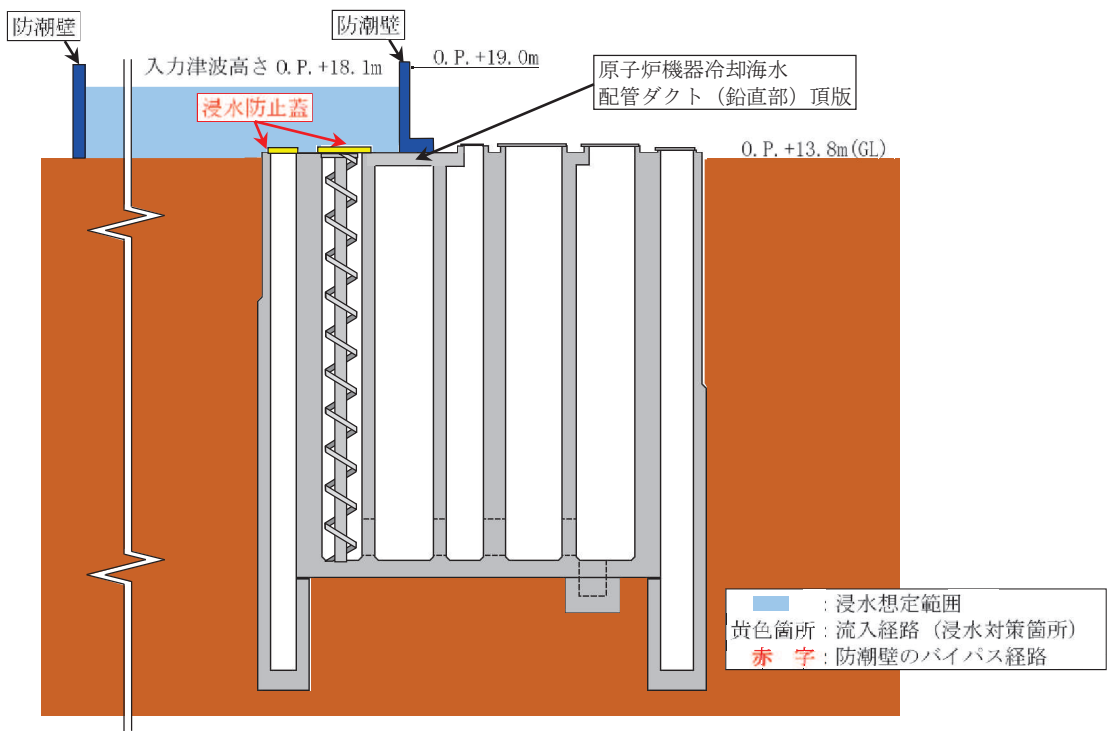 防潮壁
防潮壁
O.P.+19.0m
入力津波高さ O.P.+18.1m
原子炉機器冷却海水
配管ダクト（鉛直部）頂版
浸水防止蓋
O.P.+13.8m(GL)
：浸水想定範囲
黄色箇所：流入経路（浸水対策箇所）
赤 字：防潮壁のバイパス経路